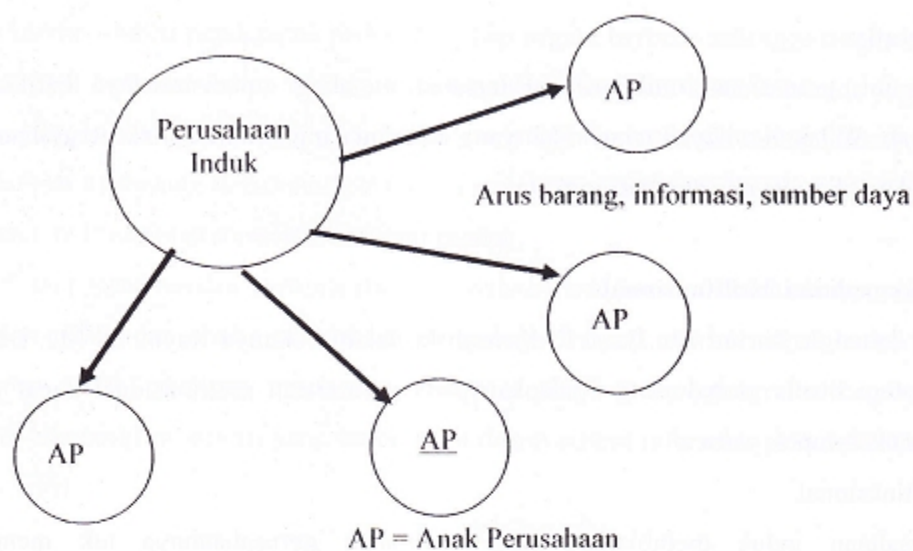 AP
Perusahaan
Induk
Arus barang, informasi, sumber daya
AP
AP
AP
AP = Anak Perusahaan